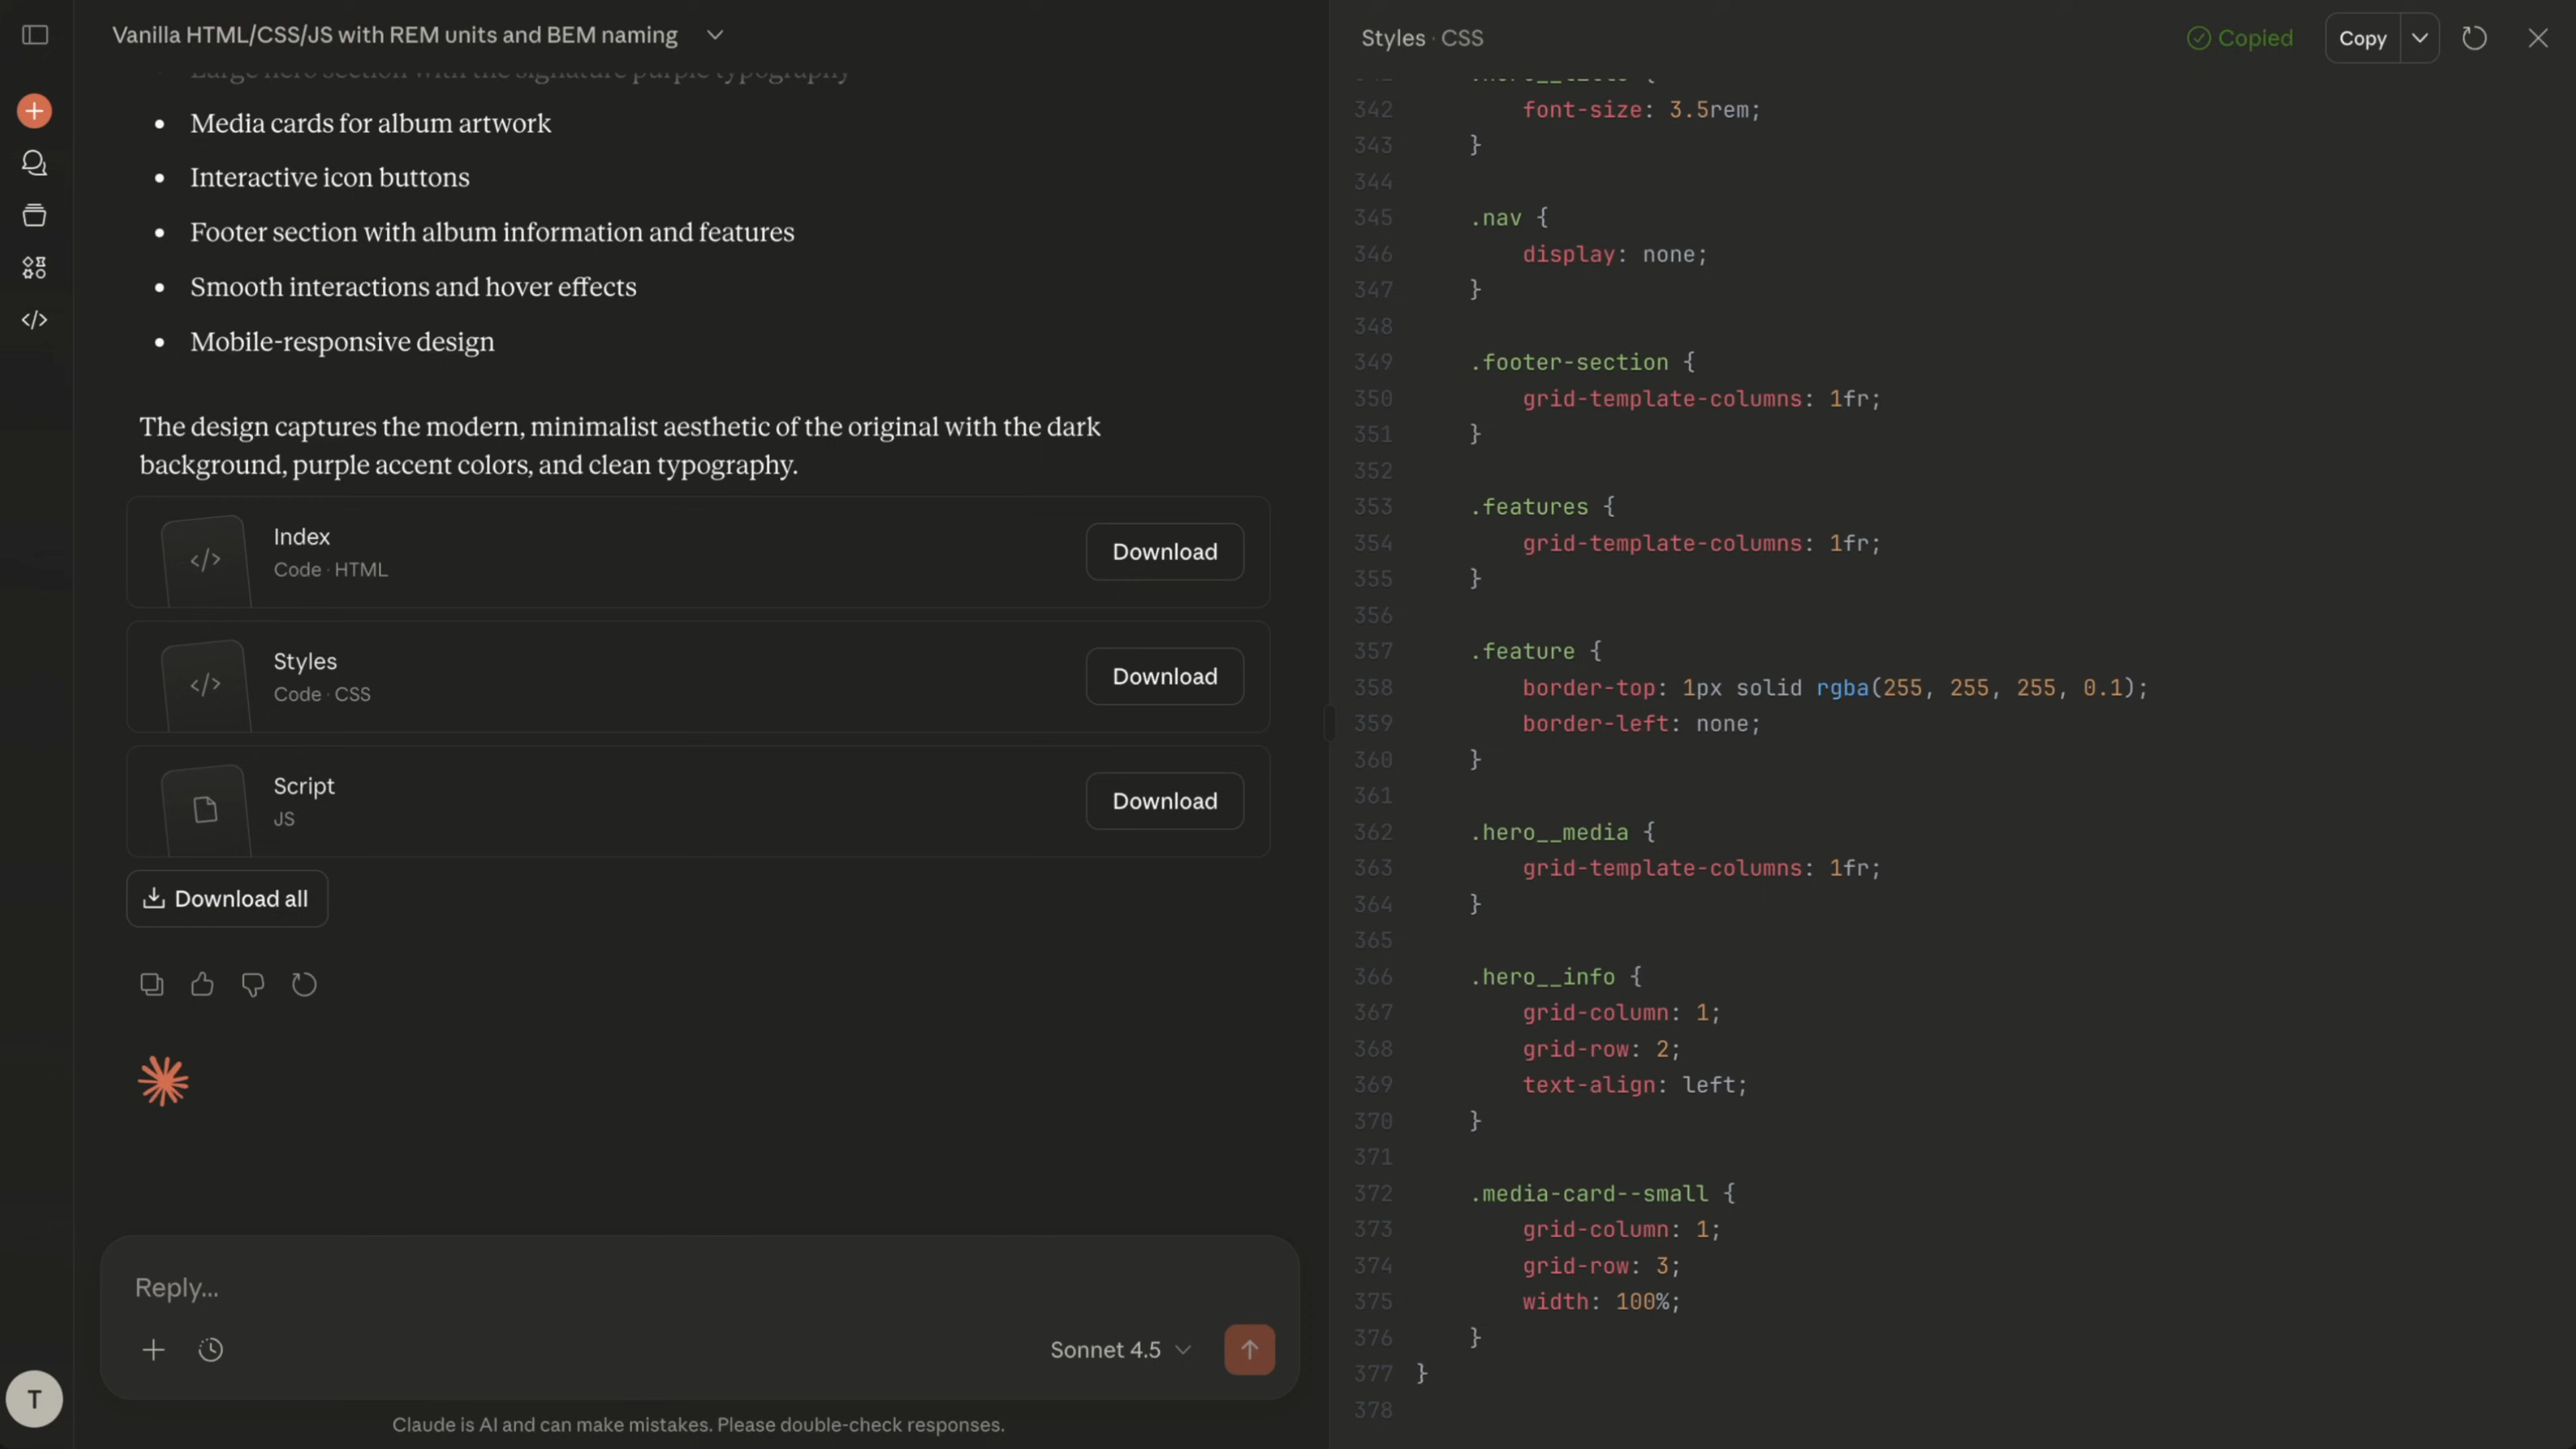 Vanilla HTML/CSS/JS with REM units and BEM naming
Large hero section with the signature purple typography
• Media cards for album artwork
• Interactive icon buttons
• Footer section with album information and features
• Smooth interactions and hover effects
• Mobile-responsive design
The design captures the modern, minimalist aesthetic of the original with the dark
background, purple accent colors, and clean typography.
Index
Code · HTML
Download
Styles
Code · CSS
Download
Script
JS
Download
Download all
Reply...
Sonnet 4.5
T
Claude is AI and can make mistakes. Please double-check responses.
Styles · CSS
Copied
Copy
342 font-size: 3.5rem;
343 }
344
345 .nav {
346 display: none;
347 }
348
349 .footer-section {
350 grid-template-columns: 1fr;
351 }
352
353 .features {
354 grid-template-columns: 1fr;
355 }
356
357 .feature {
358 border-top: 1px solid rgba(255, 255, 255, 0.1);
359 border-left: none;
360 }
361
362 .hero__media {
363 grid-template-columns: 1fr;
364 }
365
366 .hero__info {
367 grid-column: 1;
368 grid-row: 2;
369 text-align: left;
370 }
371
372 .media-card--small {
373 grid-column: 1;
374 grid-row: 3;
375 width: 100%;
376 }
377 }
378